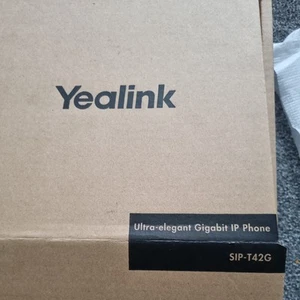 Yealink
Ultra-elegant Gigabit IP Phone
SIP-T42G